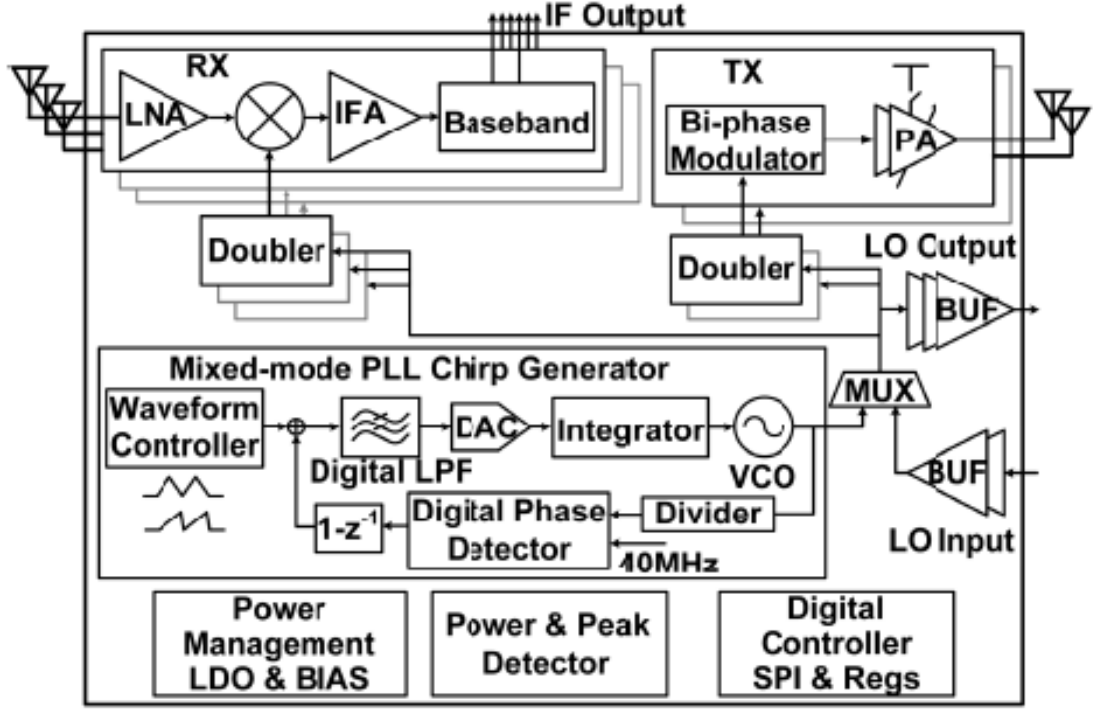 IF Output
RX
TX
LNA
IFA
Baseband
Bi-phase
Modulator
PA
Doubler
Doubler
LO Output
BUF
Mixed-mode PLL Chirp Generator
MUX
Waveform
Controller
DAC
Integrator
Digital LPF
VCO
BUF
1-z⁻¹
Digital Phase
Detector
Divider
40MHz
LO Input
Power
Management
LDO & BIAS
Power & Peak
Detector
Digital
Controller
SPI & Regs